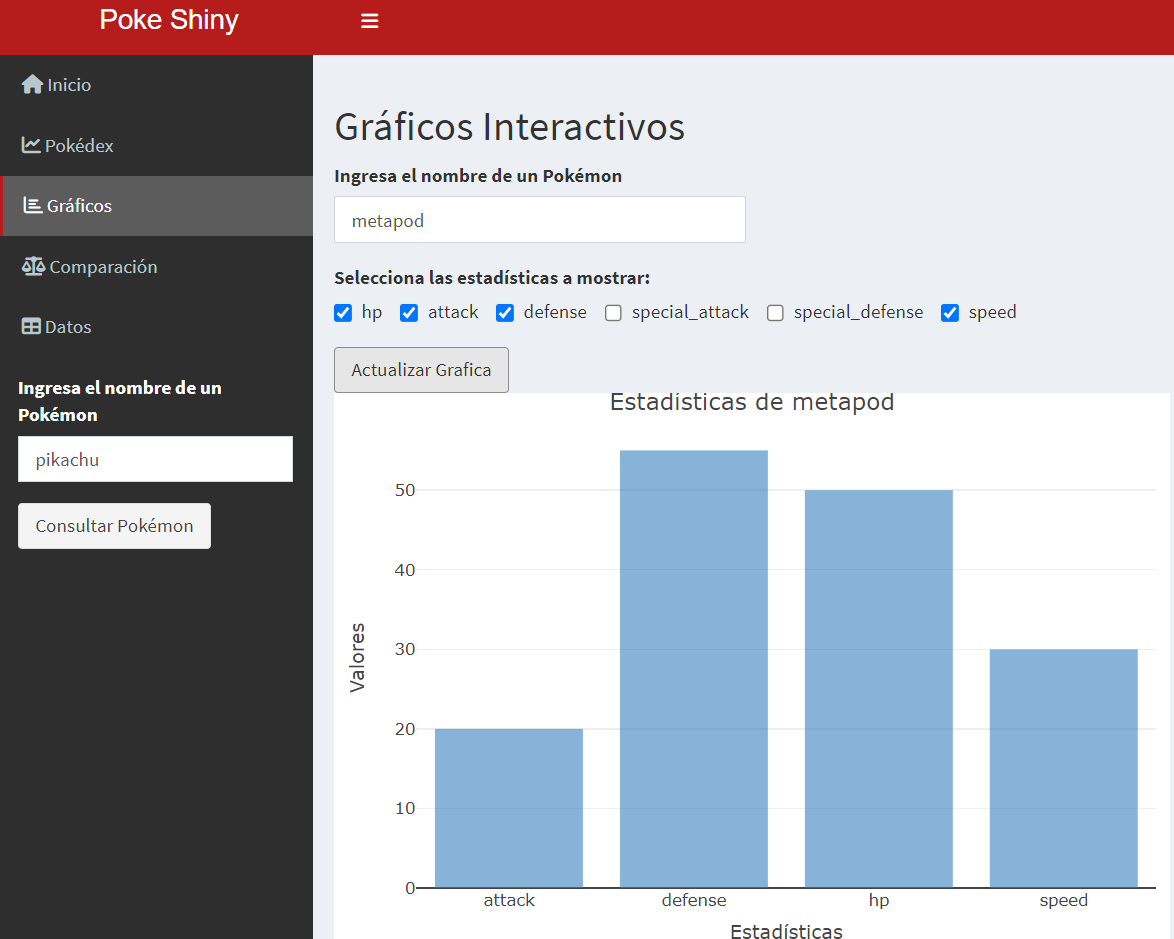 Poke Shiny
Inicio
Pokédex
Gráficos
Comparación
Datos
Ingresa el nombre de un
Pokémon
pikachu
Consultar Pokémon
Gráficos Interactivos
Ingresa el nombre de un Pokémon
metapod
Selecciona las estadísticas a mostrar:
hp attack defense special_attack special_defense speed
Actualizar Grafica
Estadísticas de metapod
Valores
50
40
30
20
10
0
attack defense hp speed
Estadísticas